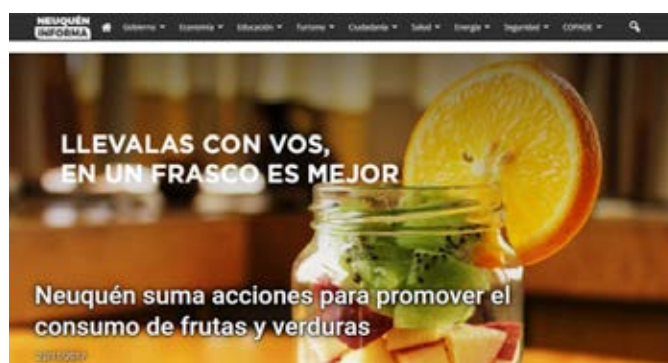 NEUQUÉN
INFORMA
Gobierno Economía Educación Turismo Ciudadanía Salud Energía Seguridad COPADE
LLEVALAS CON VOS,
EN UN FRASCO ES MEJOR
Neuquén suma acciones para promover el
consumo de frutas y verduras